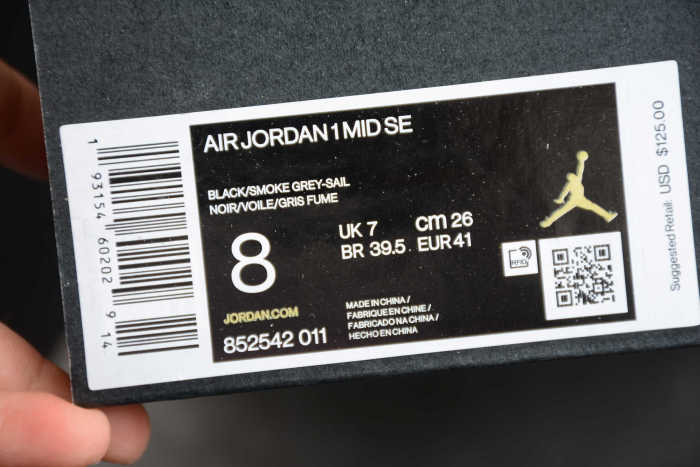 AIR JORDAN 1 MID SE
BLACK/SMOKE GREY-SAIL
NOIR/VOILE/GRIS FUME
8
UK 7 cm 26
BR 39.5 EUR 41
RFID
JORDAN.COM
852542 011
MADE IN CHINA /
FABRIQUE EN CHINE /
FABRICADO NA CHINA /
HECHO EN CHINA
1 93154 60202 9 14
Suggested Retail: USD $125.00